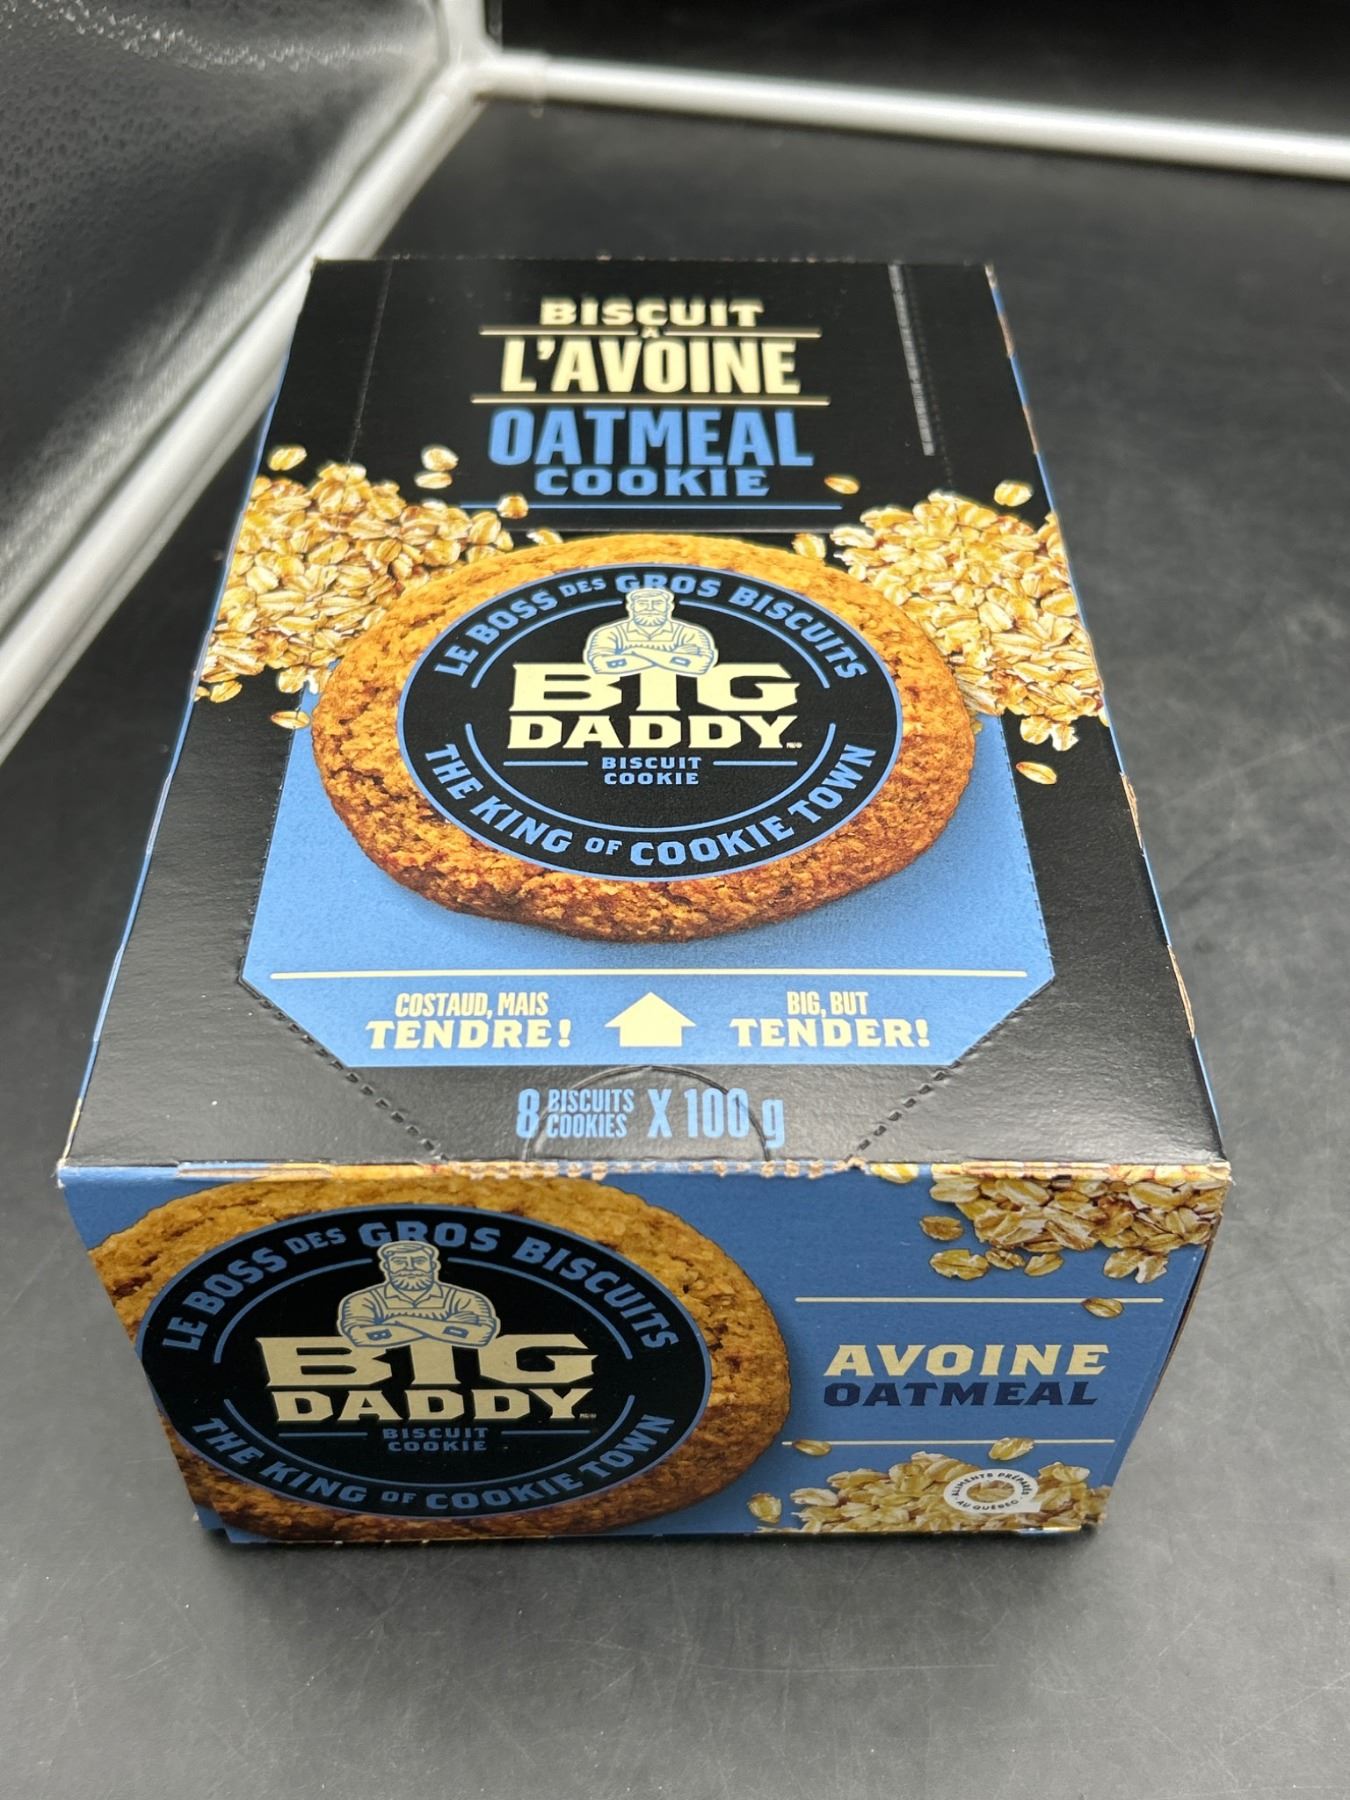 BISCUIT
À
L'AVOINE
OATMEAL
COOKIE
LE BOSS DES GROS BISCUITS
BIG
DADDY
BISCUIT
COOKIE
THE KING OF COOKIE TOWN
COSTAUD, MAIS
TENDRE!
BIG, BUT
TENDER!
8 BISCUITS
COOKIES X 100 g
LE BOSS DES GROS BISCUITS
BIG
DADDY
BISCUIT
COOKIE
THE KING OF COOKIE TOWN
AVOINE
OATMEAL
ALIMENTS PRÉPARÉS
AU QUÉBEC